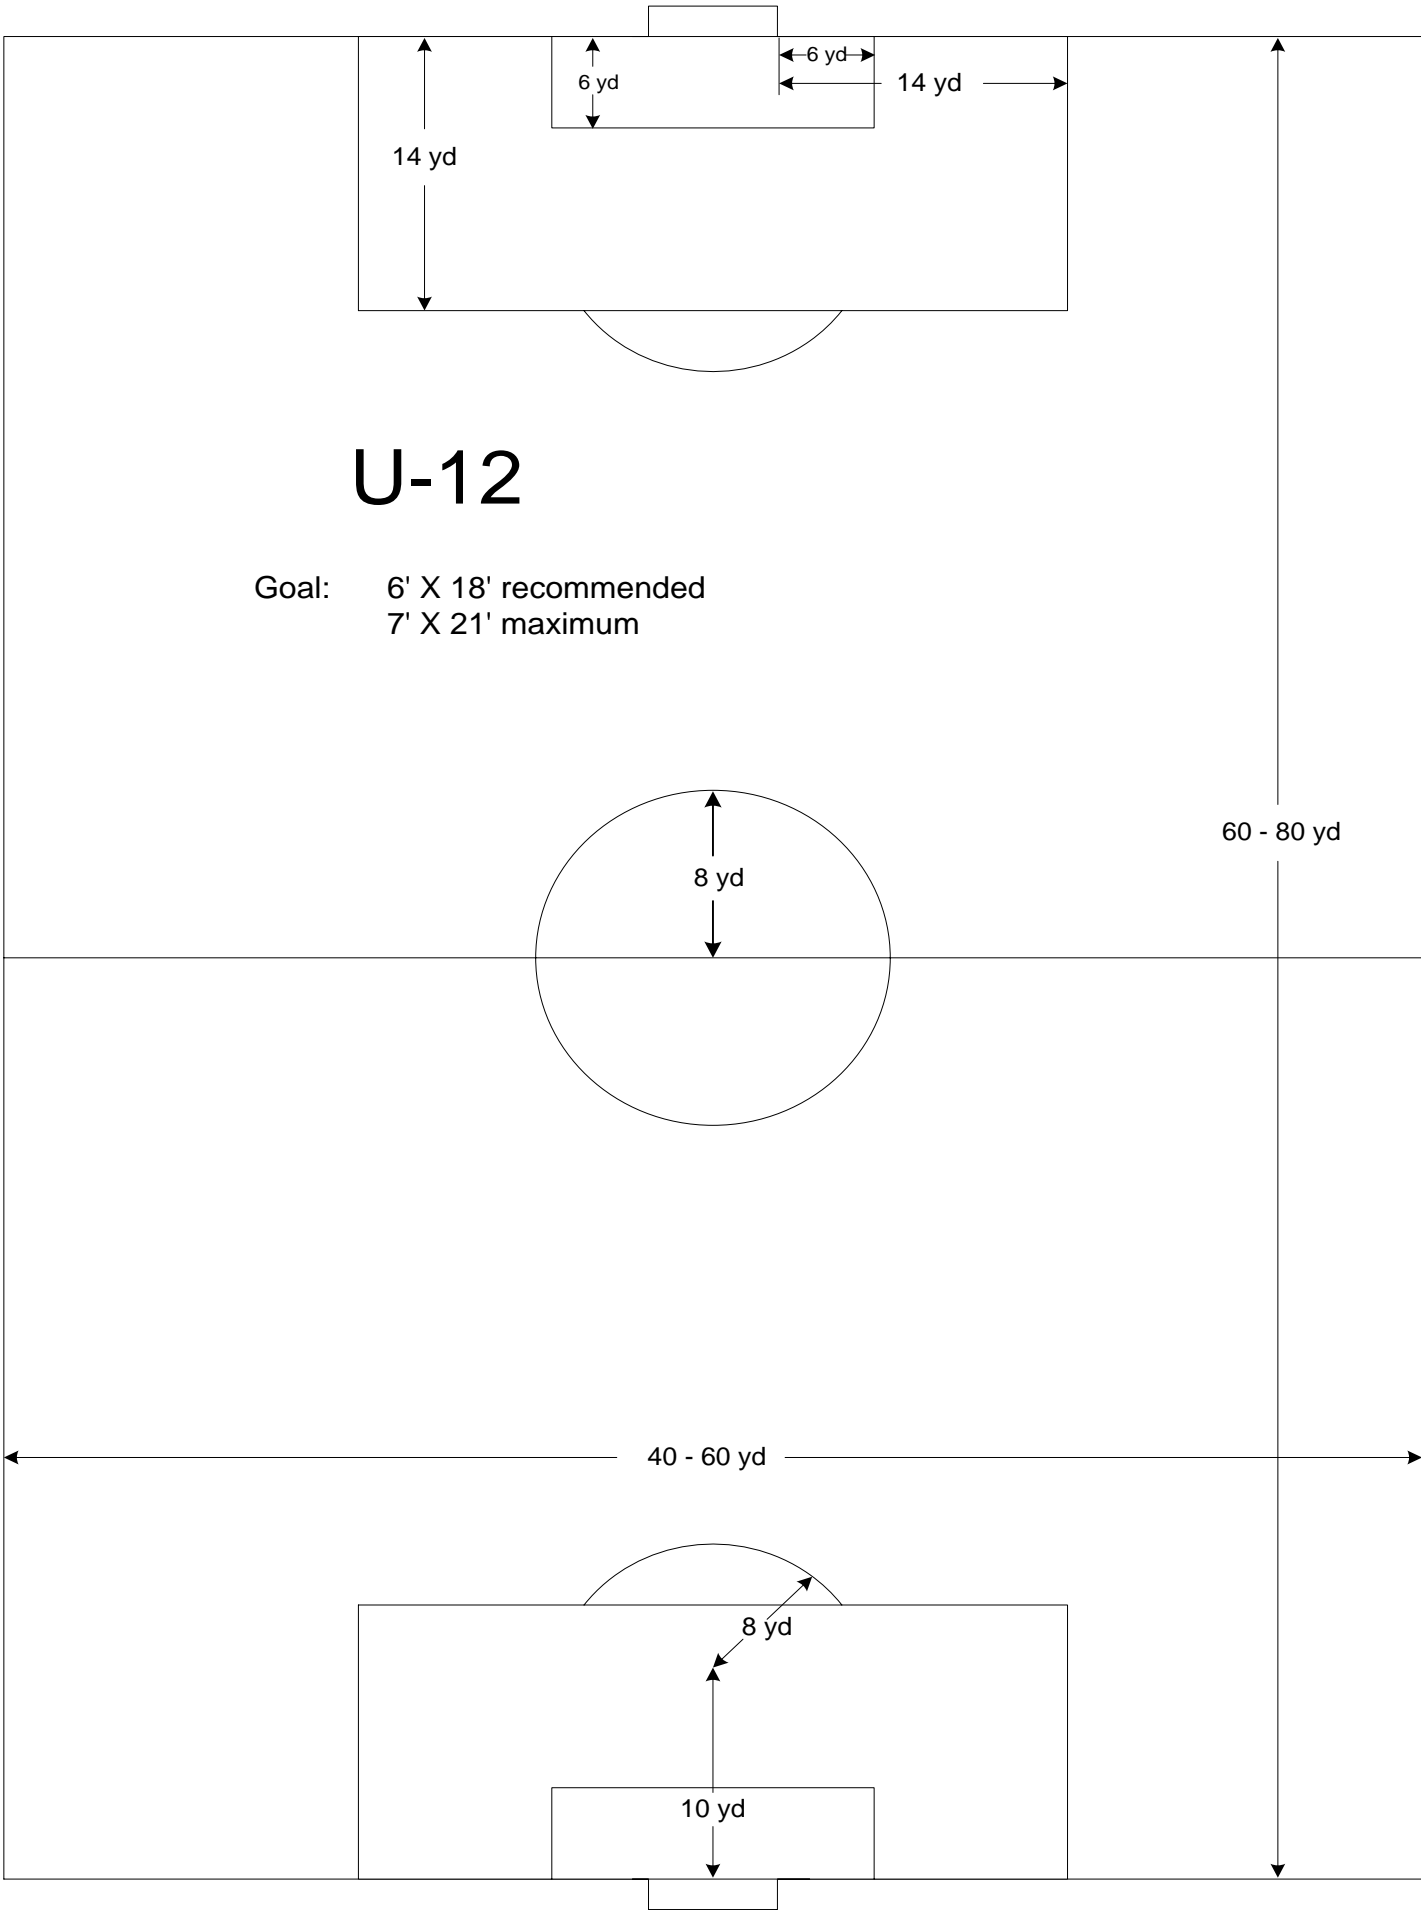 6 yd
6 yd
14 yd
14 yd
U-12
Goal: 6' X 18' recommended
7' X 21' maximum
60 - 80 yd
8 yd
40 - 60 yd
8 yd
10 yd